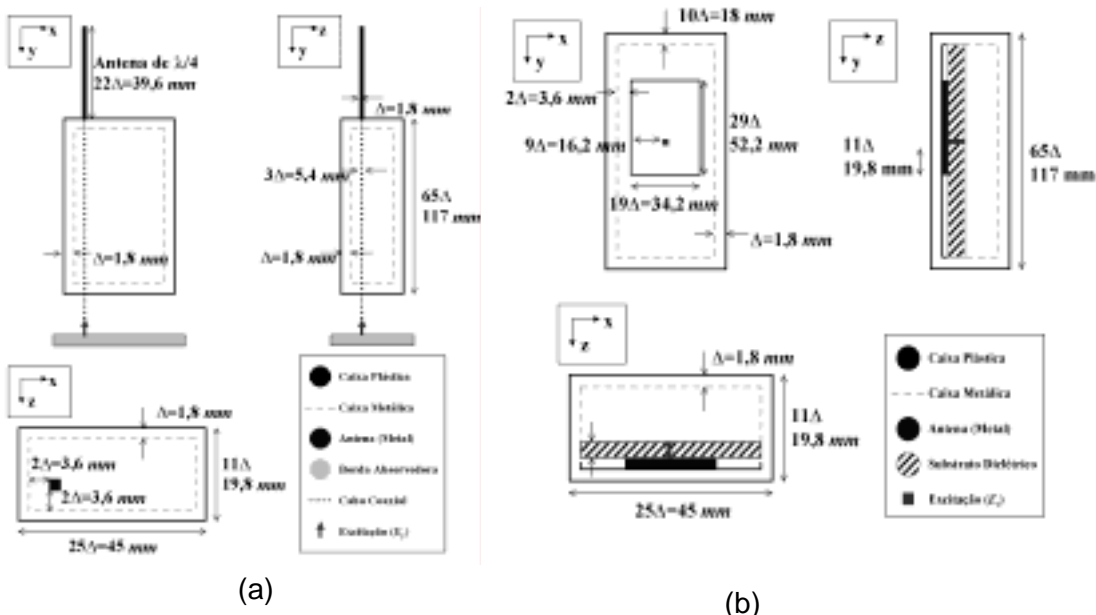 x
y
Antena de λ/4
22Δ=39,6 mm
z
y
Δ=1,8 mm
3Δ=5,4 mm
65Δ
117 mm
Δ=1,8 mm
Δ=1,8 mm
x
z
Δ=1,8 mm
2Δ=3,6 mm
2Δ=3,6 mm
11Δ
19,8 mm
25Δ=45 mm
Caixa Plástica
Caixa Metálica
Antena (Metal)
Borda Absorvedora
Cabo Coaxial
Excitação
(a)
x
y
10Δ=18 mm
2Δ=3,6 mm
9Δ=16,2 mm
29Δ
52,2 mm
19Δ=34,2 mm
Δ=1,8 mm
z
y
11Δ
19,8 mm
65Δ
117 mm
x
z
Δ=1,8 mm
11Δ
19,8 mm
25Δ=45 mm
Caixa Plástica
Caixa Metálica
Antena (Metal)
Substrato Dielétrico
Excitação
(b)